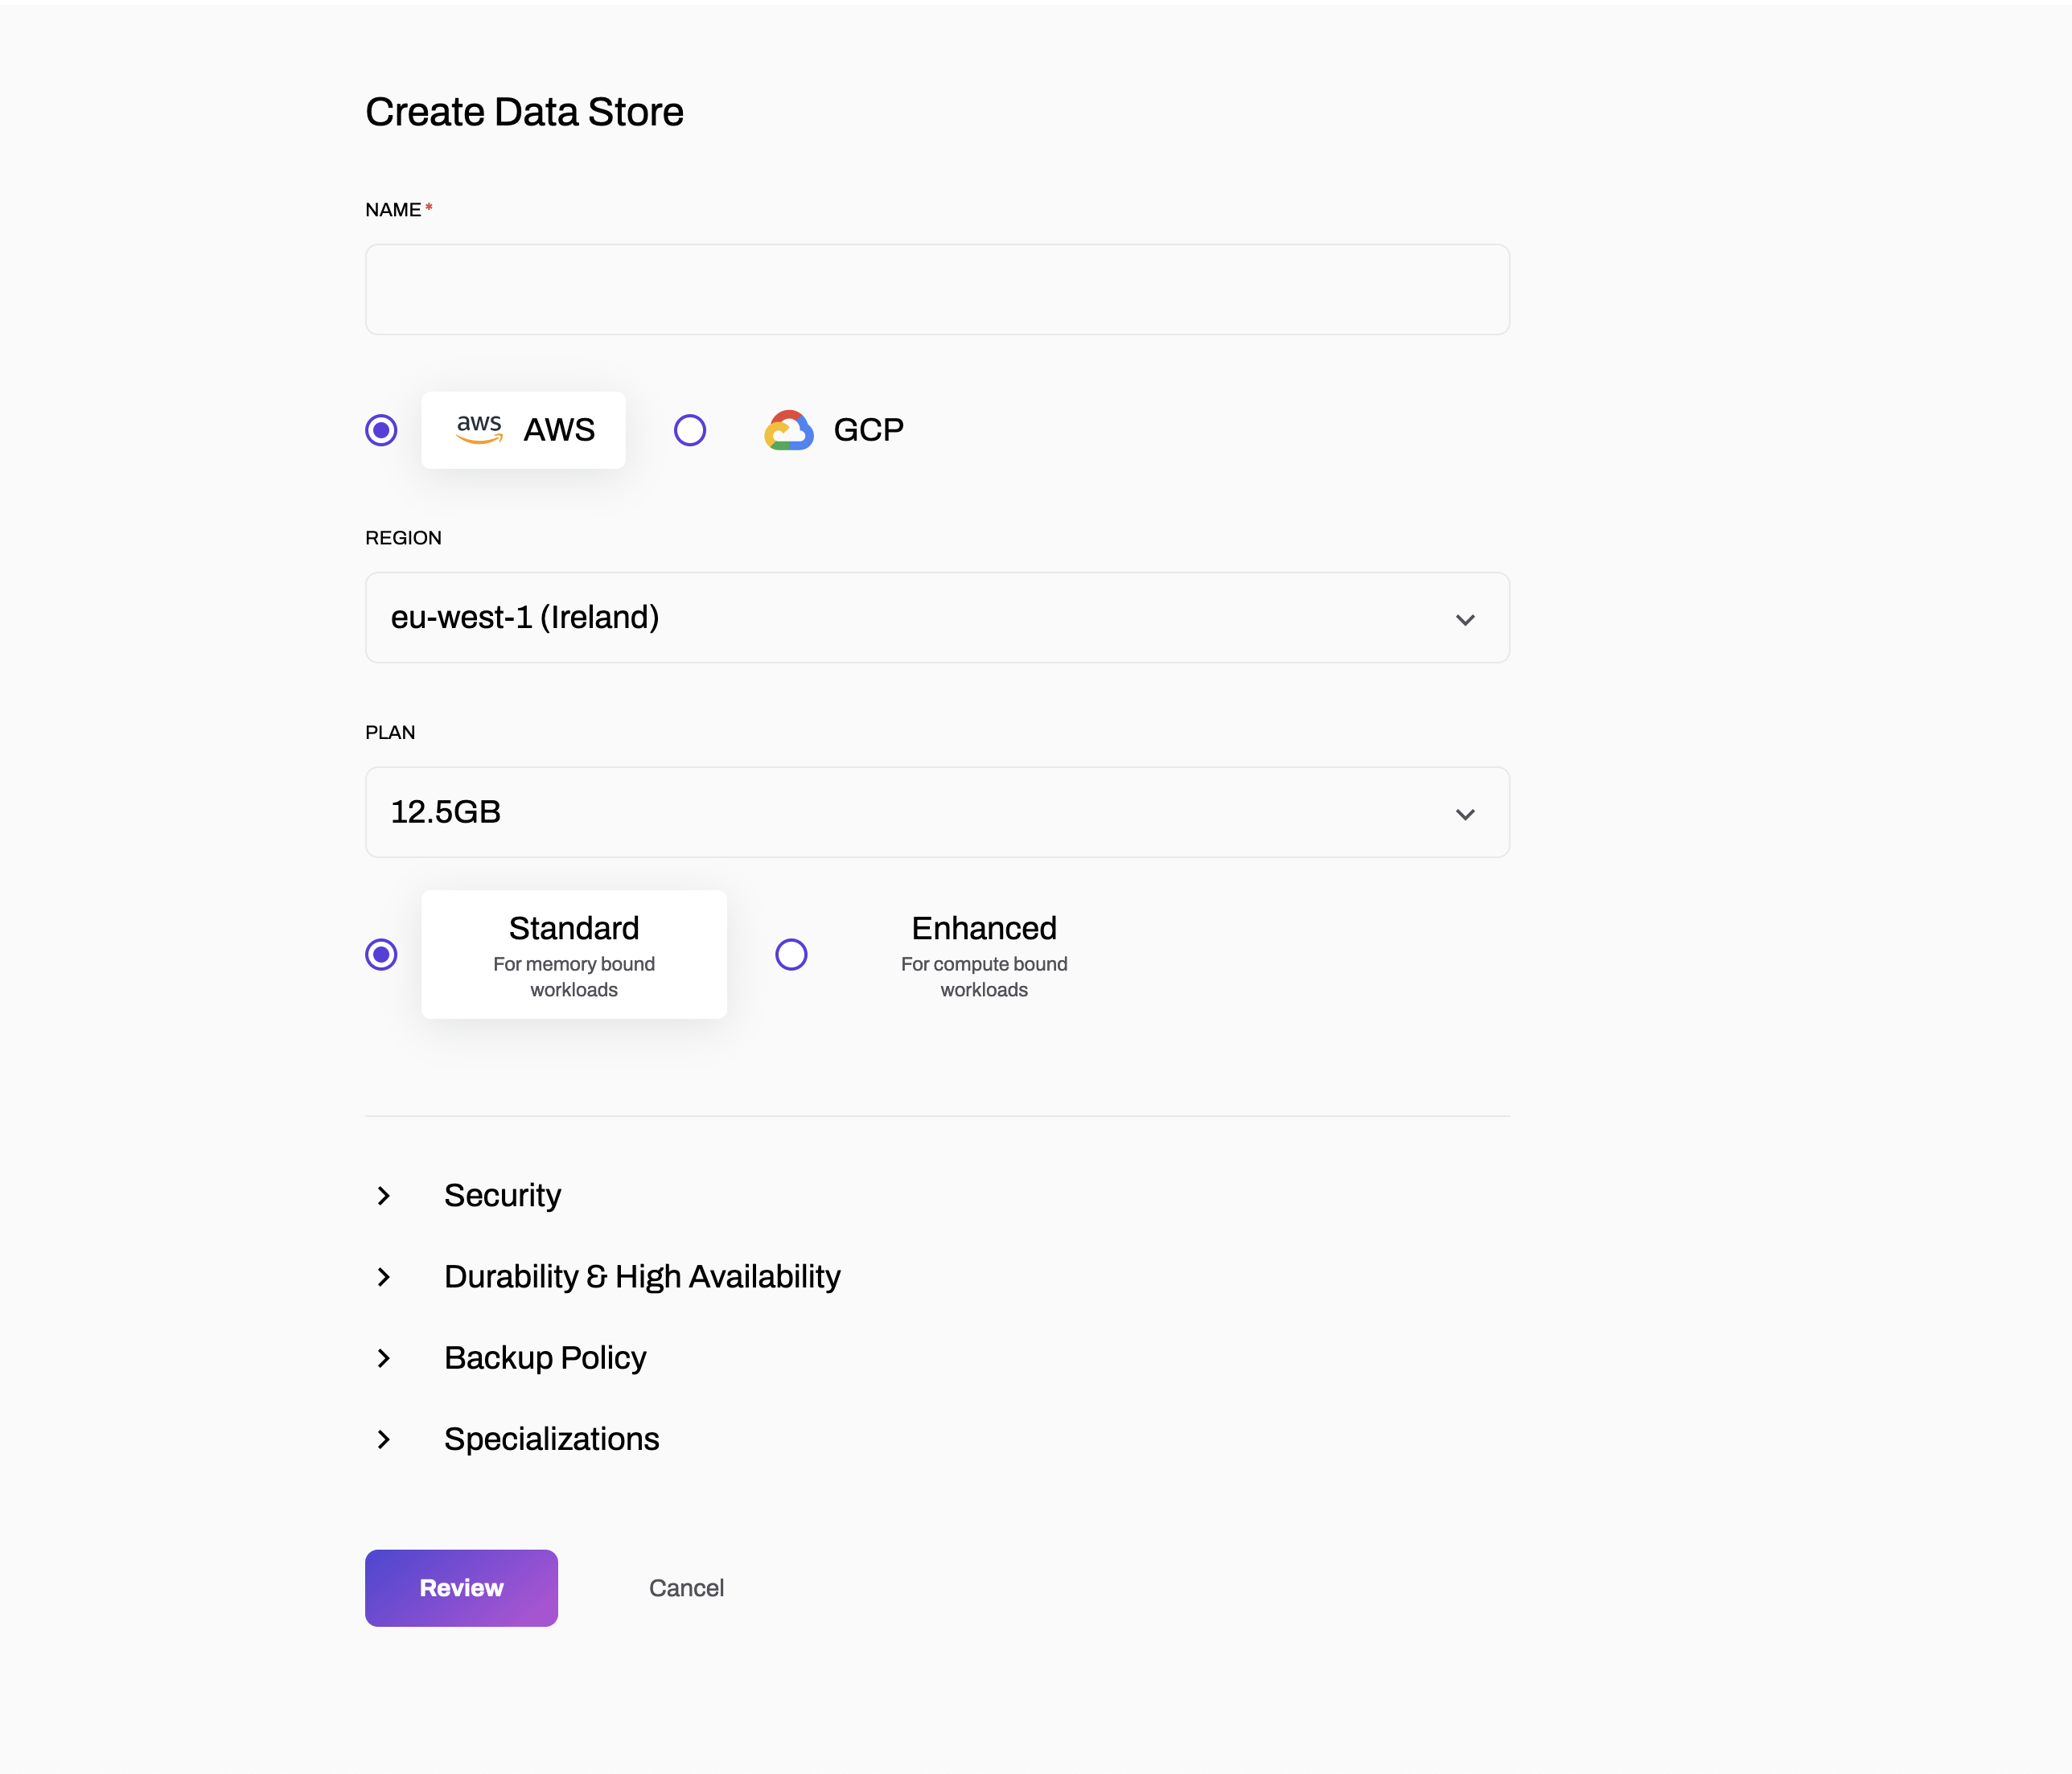 Create Data Store
NAME *
aws AWS GCP
REGION
eu-west-1 (Ireland)
PLAN
12.5GB
Standard
For memory bound
workloads
Enhanced
For compute bound
workloads
Security
Durability & High Availability
Backup Policy
Specializations
Review Cancel